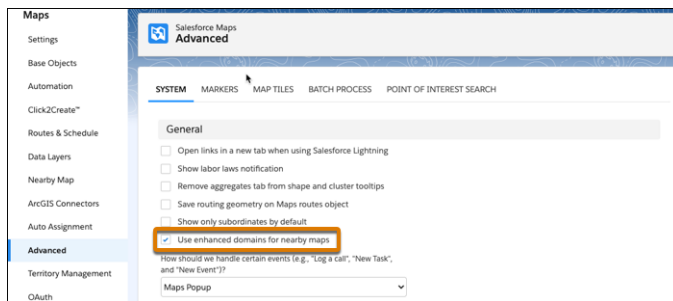 Maps
Settings
Base Objects
Automation
Click2Create™
Routes & Schedule
Data Layers
Nearby Map
ArcGIS Connectors
Auto Assignment
Advanced
Territory Management
OAuth
Salesforce Maps
Advanced
SYSTEM MARKERS MAP TILES BATCH PROCESS POINT OF INTEREST SEARCH
General
Open links in a new tab when using Salesforce Lightning
Show labor laws notification
Remove aggregates tab from shape and cluster tooltips
Save routing geometry on Maps routes object
Show only subordinates by default
Use enhanced domains for nearby maps
How should we handle certain events (e.g., "Log a call", "New Task",
and "New Event")?
Maps Popup